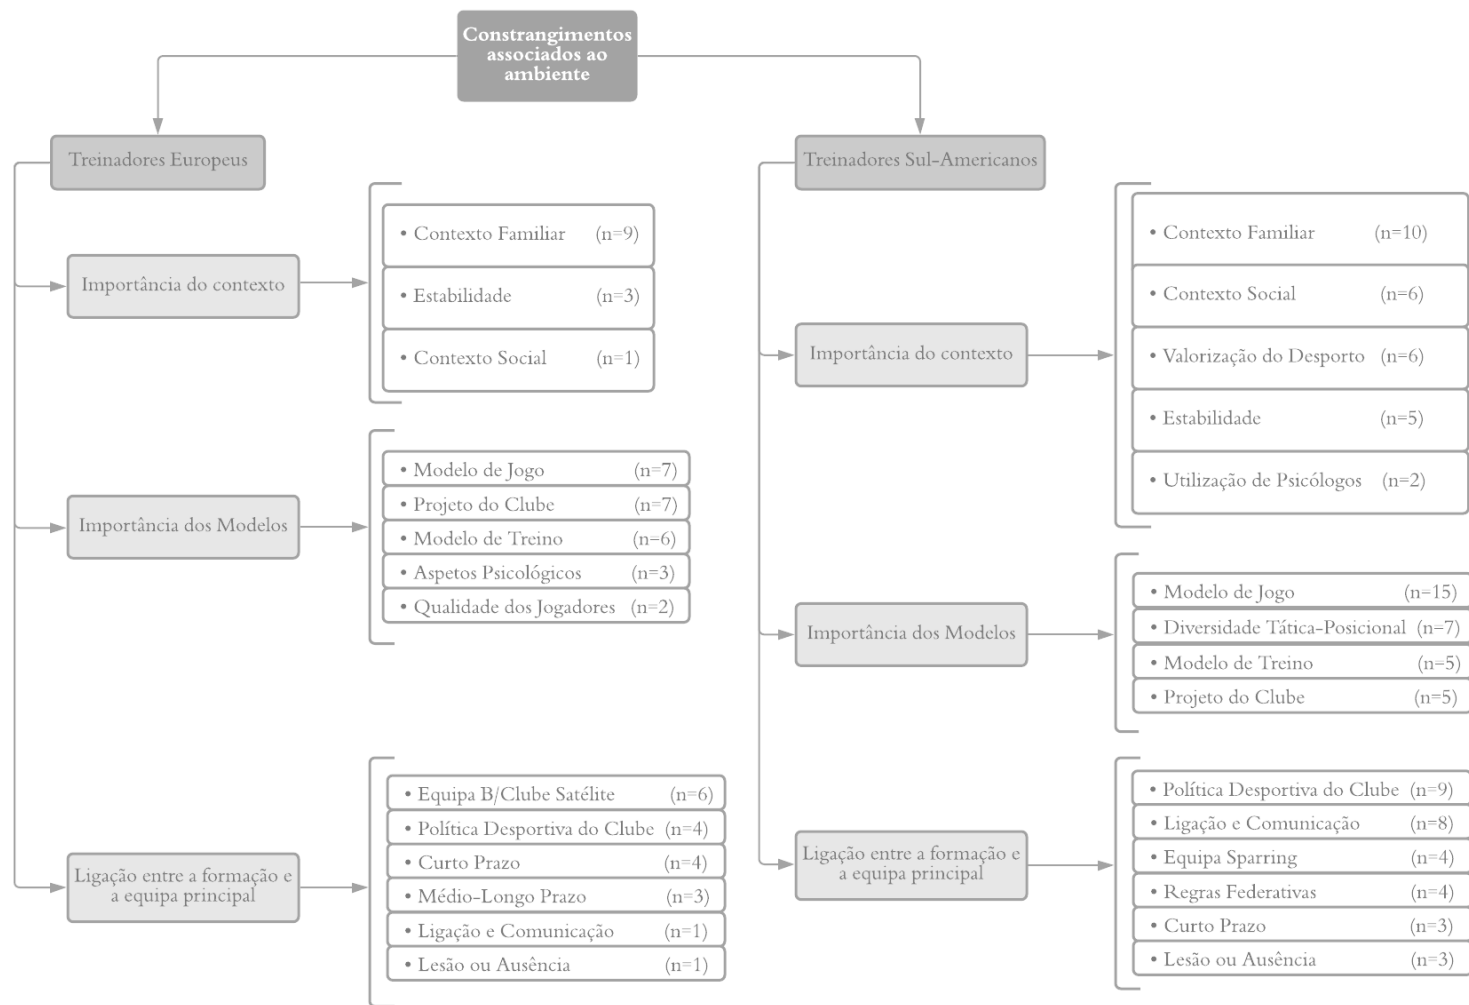 Constrangimentos
associados ao
ambiente
Treinadores Europeus
Importância do contexto
• Contexto Familiar (n=9)
• Estabilidade (n=3)
• Contexto Social (n=1)
Importância dos Modelos
• Modelo de Jogo (n=7)
• Projeto do Clube (n=7)
• Modelo de Treino (n=6)
• Aspetos Psicológicos (n=3)
• Qualidade dos Jogadores (n=2)
Ligação entre a formação e
a equipa principal
• Equipa B/Clube Satélite (n=6)
• Política Desportiva do Clube (n=4)
• Curto Prazo (n=4)
• Médio-Longo Prazo (n=3)
• Ligação e Comunicação (n=1)
• Lesão ou Ausência (n=1)
Treinadores Sul-Americanos
Importância do contexto
• Contexto Familiar (n=10)
• Contexto Social (n=6)
• Valorização do Desporto (n=6)
• Estabilidade (n=5)
• Utilização de Psicólogos (n=2)
Importância dos Modelos
• Modelo de Jogo (n=15)
• Diversidade Tática-Posicional (n=7)
• Modelo de Treino (n=5)
• Projeto do Clube (n=5)
Ligação entre a formação e
a equipa principal
• Política Desportiva do Clube (n=9)
• Ligação e Comunicação (n=8)
• Equipa Sparring (n=4)
• Regras Federativas (n=4)
• Curto Prazo (n=3)
• Lesão ou Ausência (n=3)